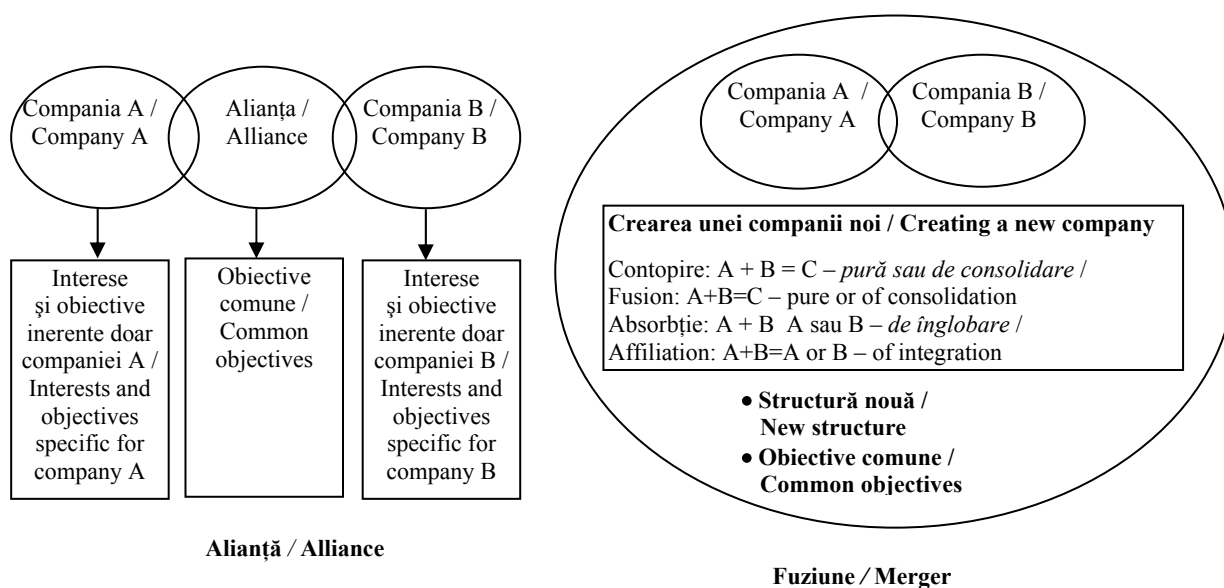 Compania A /
Company A
Alianța /
Alliance
Compania B /
Company B
Interese
şi obiective
inerente doar
companiei A /
Interests and
objectives
specific for
company A
Obiective
comune /
Common
objectives
Interese
şi obiective
inerente doar
companiei B /
Interests and
objectives
specific for
company B
Alianță / Alliance
Compania A /
Company A
Compania B /
Company B
Crearea unei companii noi / Creating a new company
Contopire: A + B = C – pură sau de consolidare /
Fusion: A+B=C – pure or of consolidation
Absorbție: A + B A sau B – de înglobare /
Affiliation: A+B=A or B – of integration
• Structură nouă /
New structure
• Obiective comune /
Common objectives
Fuziune / Merger